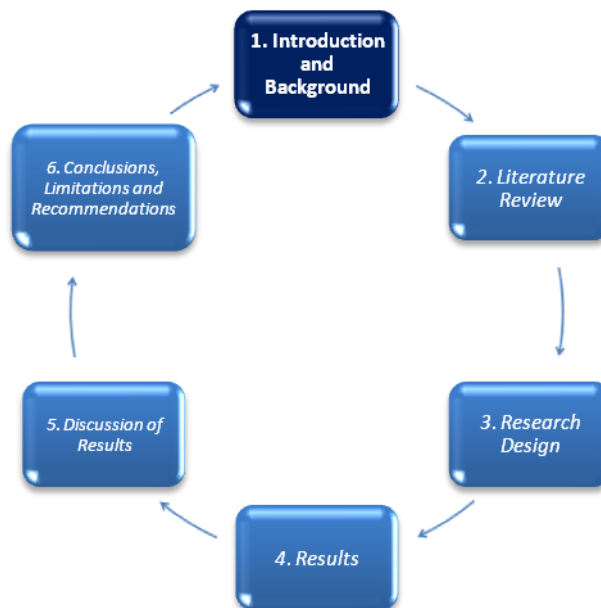 1. Introduction
and
Background
2. Literature
Review
3. Research
Design
4. Results
5. Discussion of
Results
6. Conclusions,
Limitations and
Recommendations